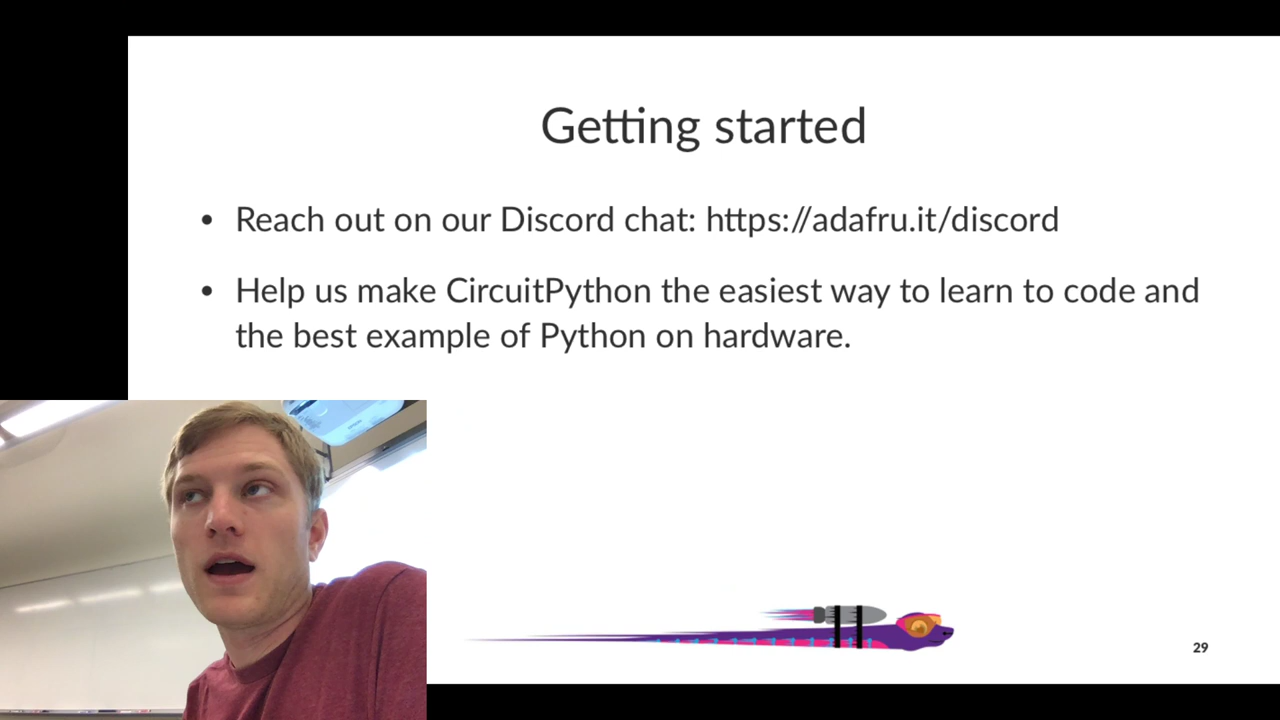 Getting started
• Reach out on our Discord chat: https://adafru.it/discord
• Help us make CircuitPython the easiest way to learn to code and
the best example of Python on hardware.
29